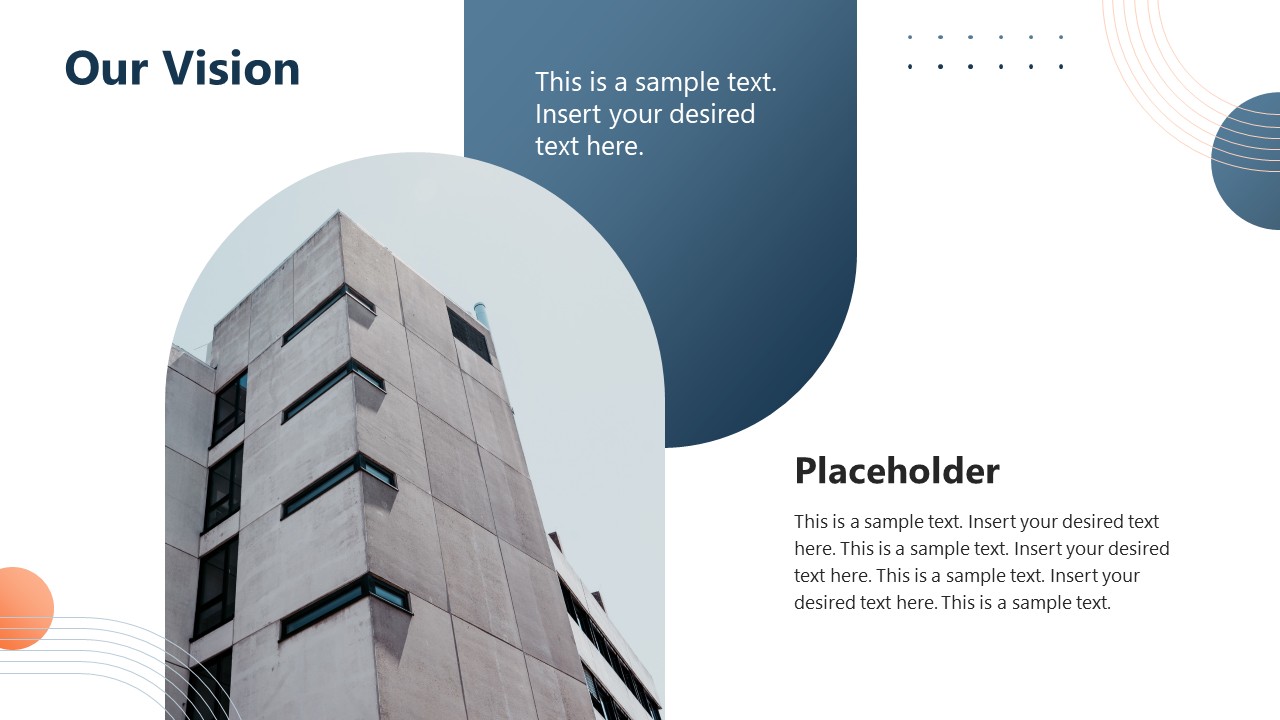 Our Vision
This is a sample text.
Insert your desired
text here.
Placeholder
This is a sample text. Insert your desired text
here. This is a sample text. Insert your desired
text here. This is a sample text. Insert your
desired text here. This is a sample text.